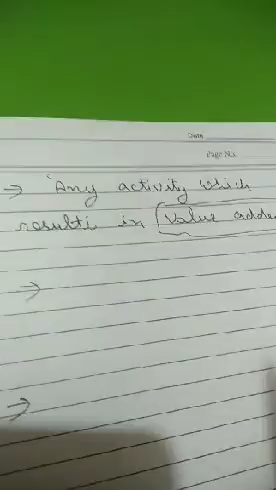 Date
Page No.
→ "Any activity which
results in (Value adde
→
→